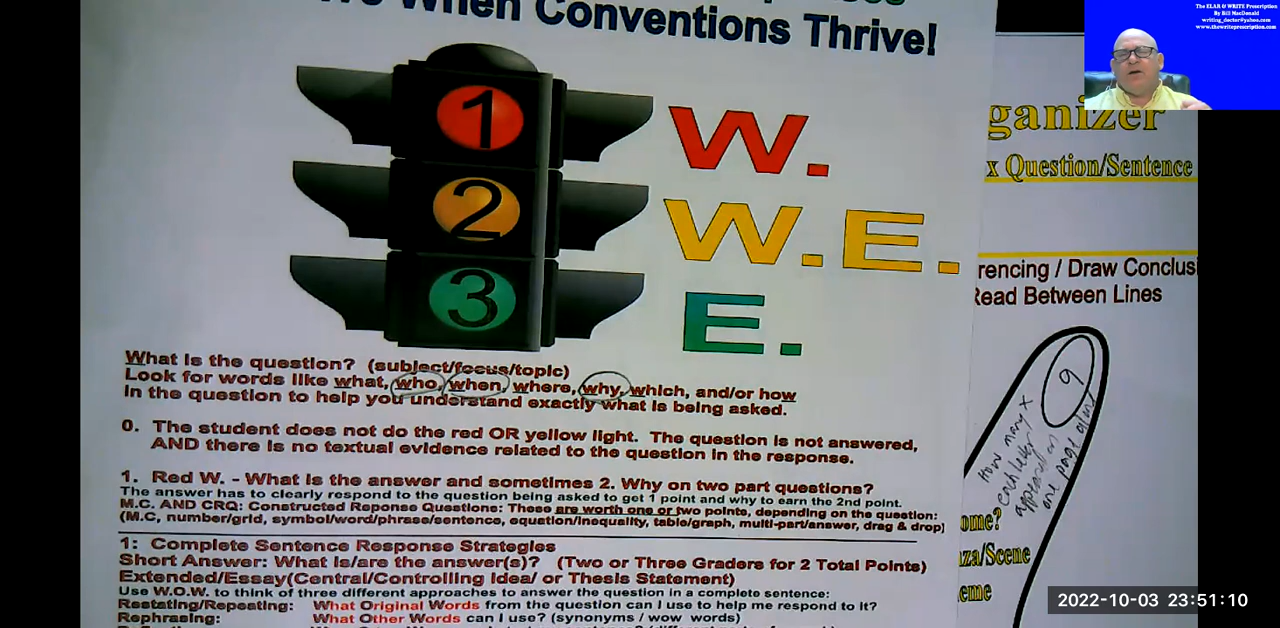 When Conventions Thrive!
The ELAR & WRITE Prescription
By Bill MacDonald
writing_doctor@yahoo.com
www.thewriteprescription.com
1
W.
2
W.E.
3
E.
What is the question? (subject/focus/topic)
Look for words like what, who, when, where, why, which, and/or how
in the question to help you understand exactly what is being asked.
0. The student does not do the red OR yellow light. The question is not answered,
AND there is no textual evidence related to the question in the response.
1. Red W. - What is the answer and sometimes 2. Why on two part questions?
The answer has to clearly respond to the question being asked to get 1 point and why to earn the 2nd point.
M.C. AND CRQ: Constructed Reponse Questions: These are worth one or two points, depending on the question:
(M.C, number/grid, symbol/word/phrase/sentence, equation/inequality, table/graph, multi-part/answer, drag & drop)
1: Complete Sentence Response Strategies
Short Answer: What is/are the answer(s)? (Two or Three Graders for 2 Total Points)
Extended/Essay(Central/Controlling Idea/ or Thesis Statement)
Use W.O.W. to think of three different approaches to answer the question in a complete sentence:
Restating/Repeating: What Original Words from the question can I use to help me respond to it?
Rephrasing: What Other Words can I use? (synonyms / wow words)
ganizer
x Question/Sentence
rencing / Draw Conclusi
Read Between Lines
9
How many x
each letter
appeared on
one page
ome?
za/Scene
eme
2022-10-03 23:51:10